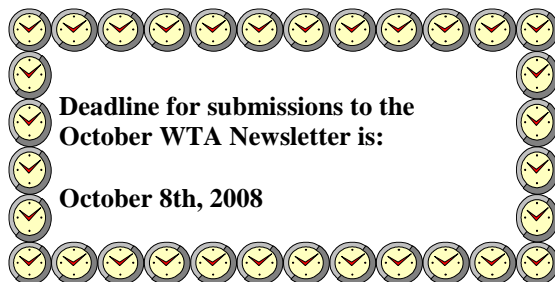 Deadline for submissions to the
October WTA Newsletter is:
October 8th, 2008